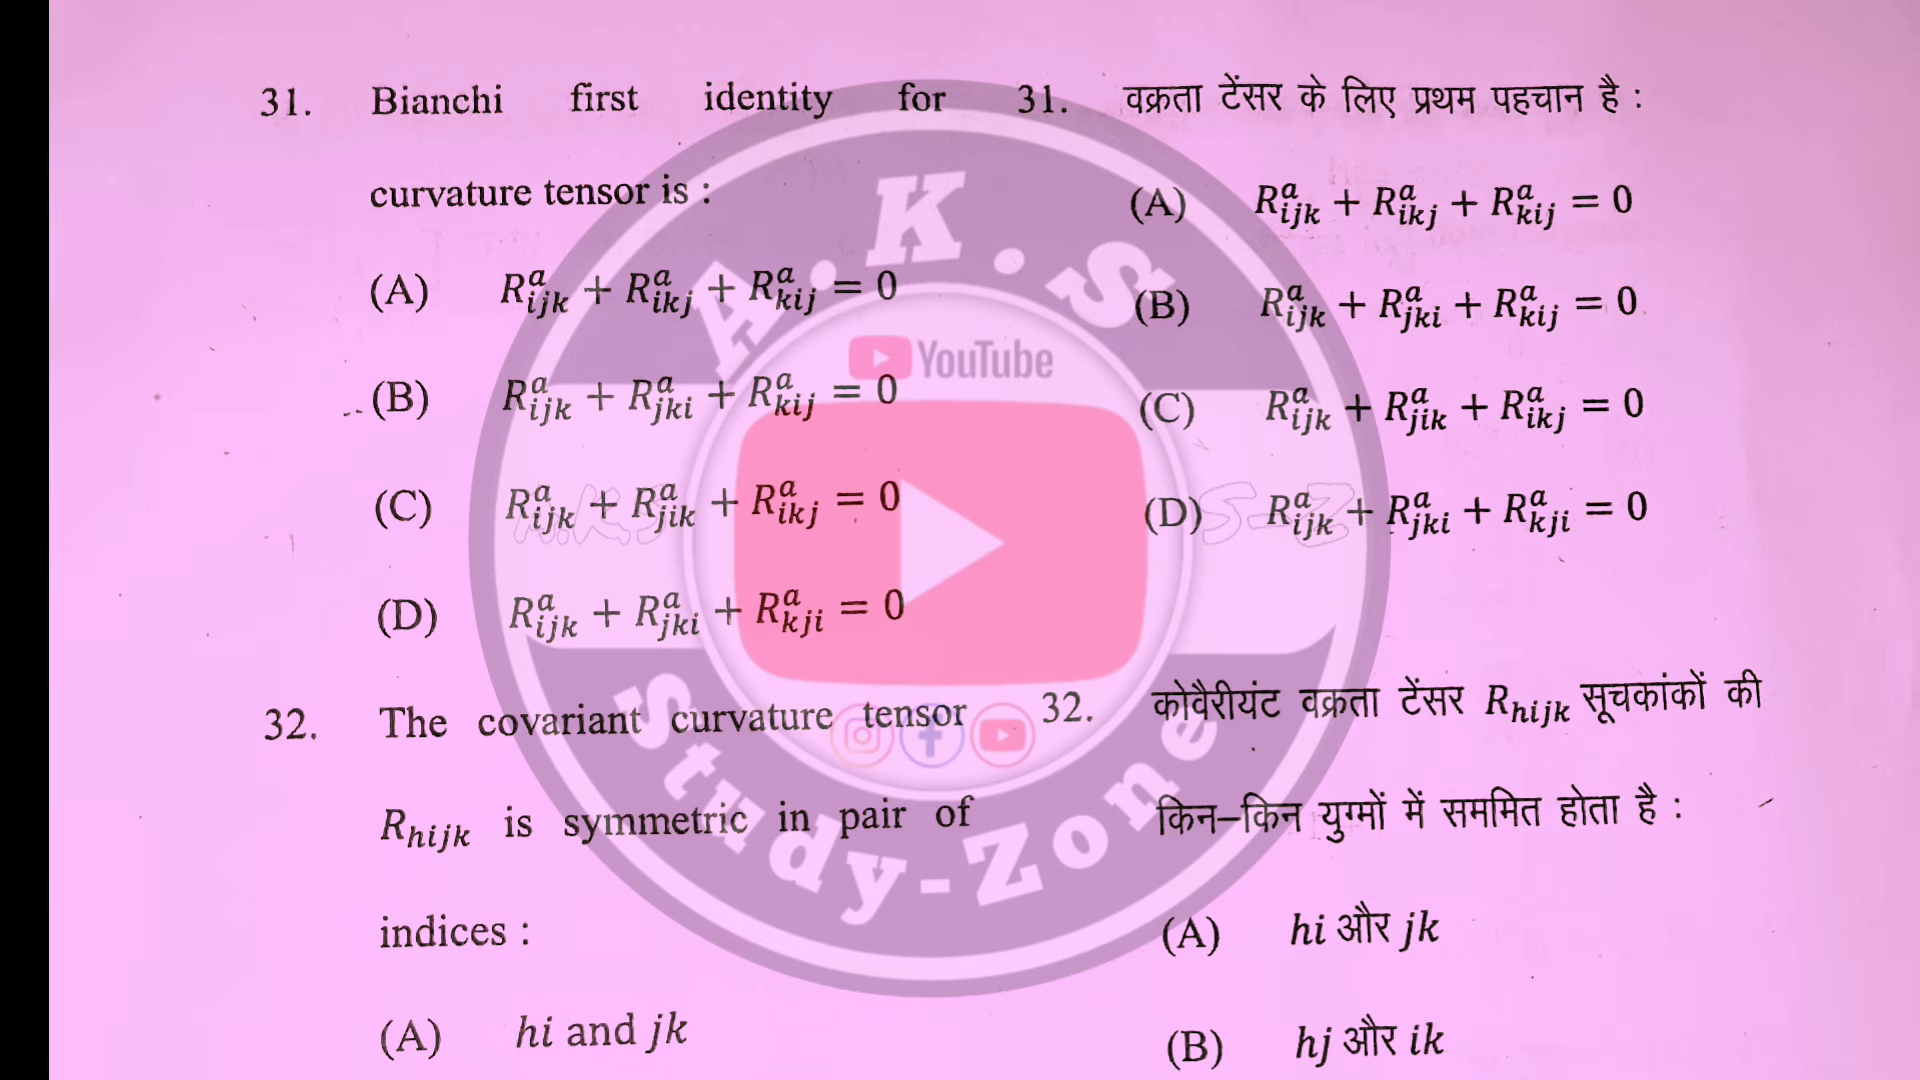 31. Bianchi first identity for
curvature tensor is :
(A) R^a_{ijk} + R^a_{ikj} + R^a_{kij} = 0
(B) R^a_{ijk} + R^a_{jki} + R^a_{kij} = 0
(C) R^a_{ijk} + R^a_{jik} + R^a_{ikj} = 0
(D) R^a_{ijk} + R^a_{jki} + R^a_{kji} = 0
32. The covariant curvature tensor
R_{hijk} is symmetric in pair of
indices :
(A) hi and jk
31. वक्रता टेंसर के लिए प्रथम पहचान है :
(A) R^a_{ijk} + R^a_{ikj} + R^a_{kij} = 0
(B) R^a_{ijk} + R^a_{jki} + R^a_{kij} = 0
(C) R^a_{ijk} + R^a_{jik} + R^a_{ikj} = 0
(D) R^a_{ijk} + R^a_{jki} + R^a_{kji} = 0
32. कोवैरीयंट वक्रता टेंसर R_{hijk} सूचकांकों की
किन–किन युग्मों में सममित होता है :
(A) hi और jk
(B) hj और ik
A.K.S
YouTube
A.K.S
S-Z
Study-Zone